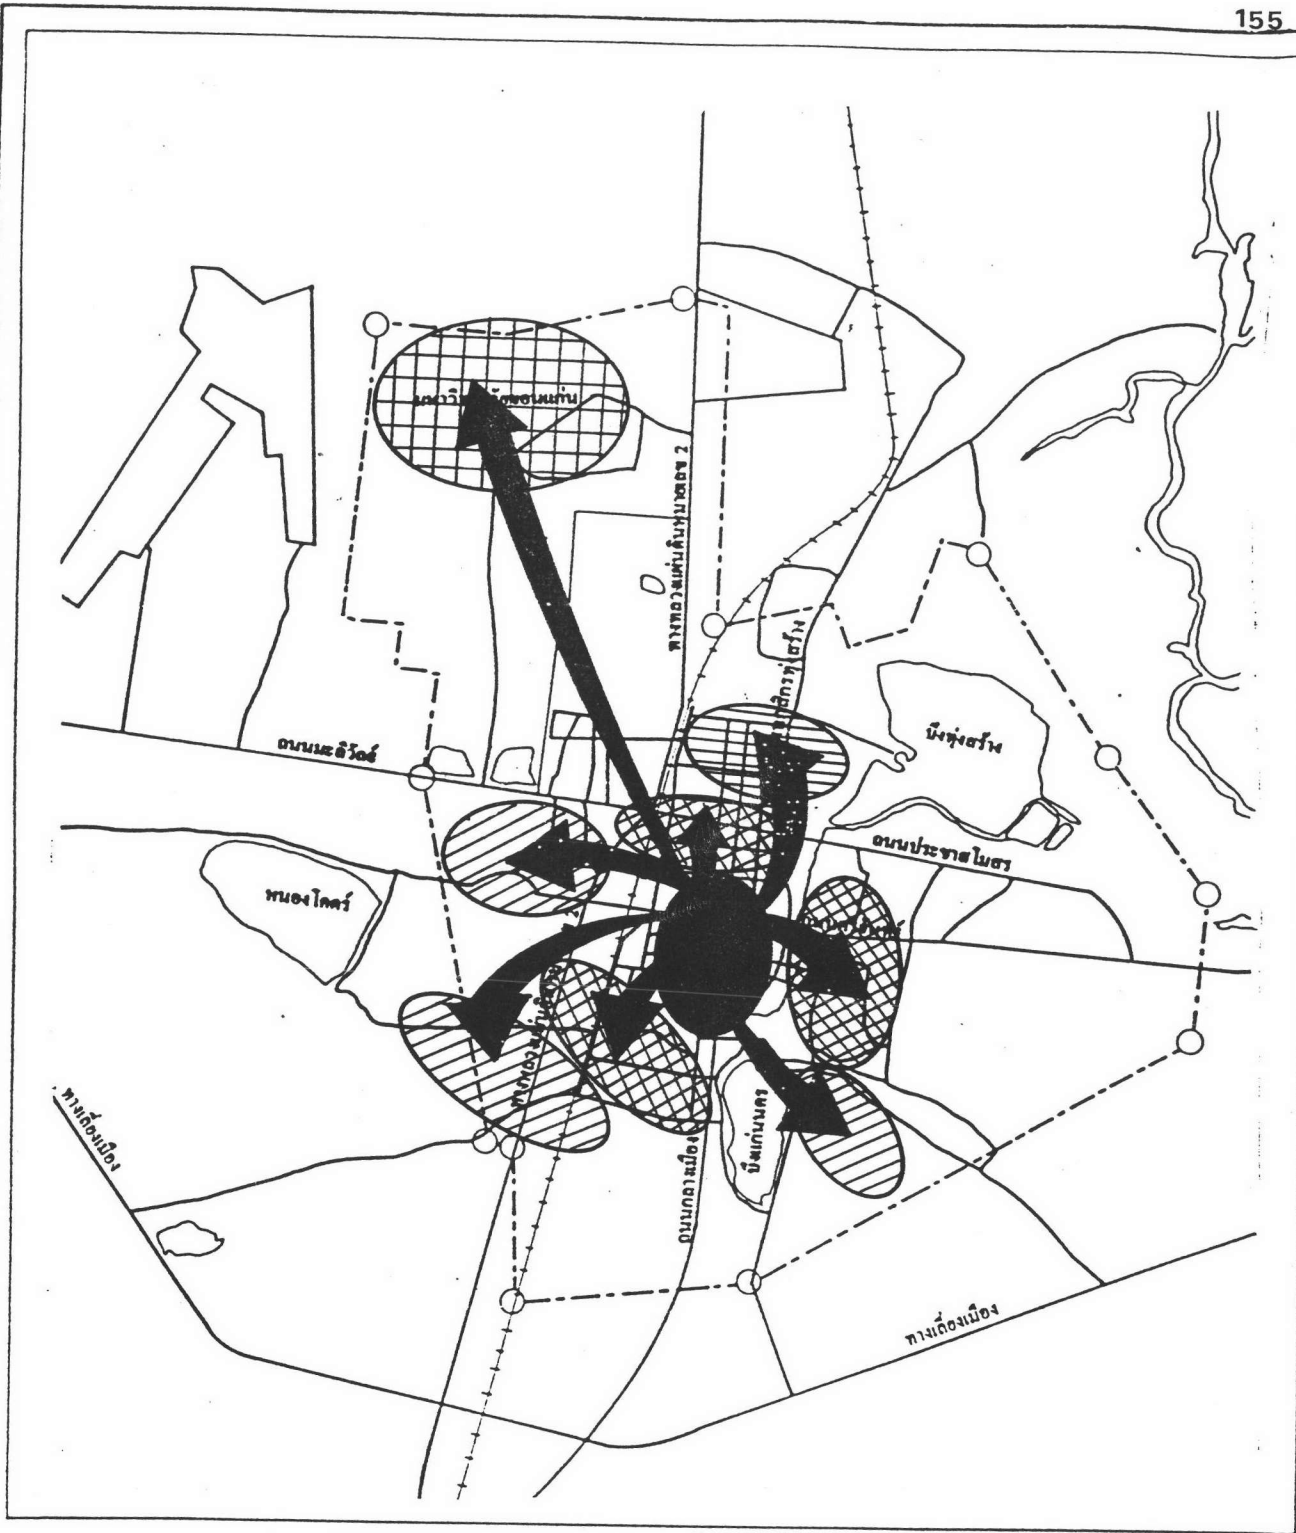 155
มหาวิทยาลัยขอนแก่น
ทางหลวงแผ่นดินหมายเลข 2
ถนนมะลิวัลย์
บึงทุ่งสร้าง
ถนนประชาสโมสร
หนองโคตร์
บึงแก่นนคร
ถนนกลางเมือง
ทางเลี่ยงเมือง
ทางเลี่ยงเมือง